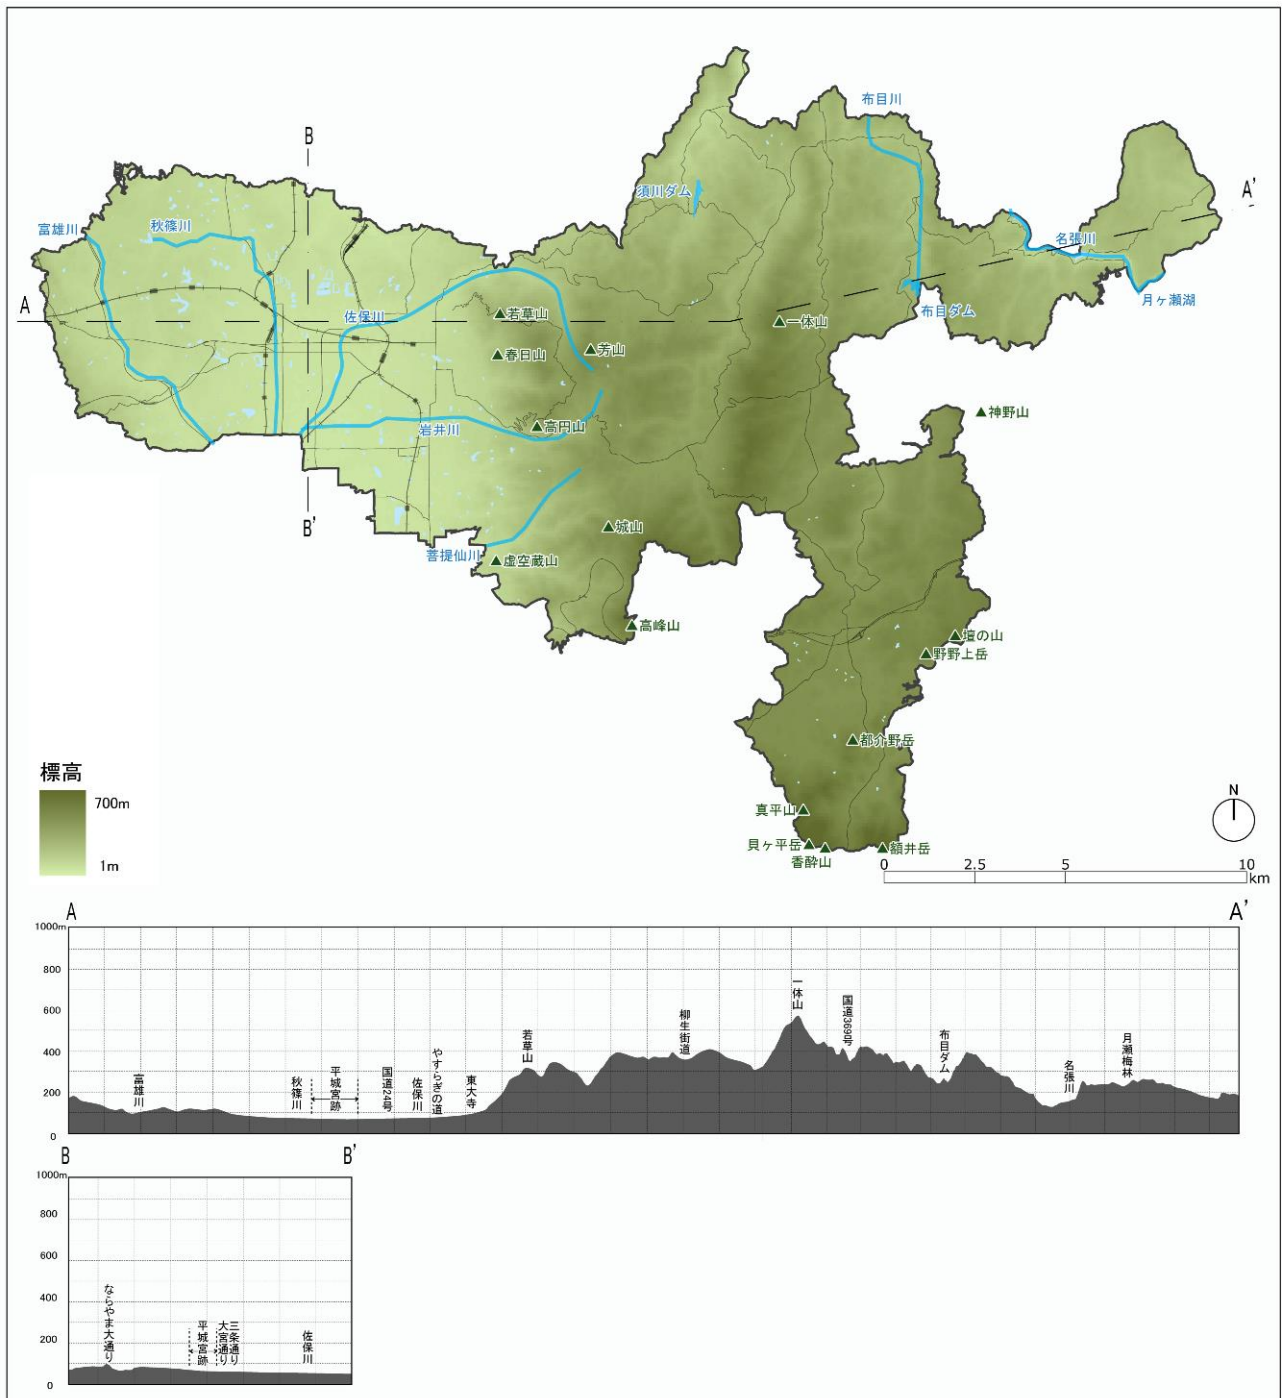 B
布目川
A'
富雄川
秋篠川
須川ダム
名張川
月ヶ瀬湖
A
佐保川
若草山
一体山
布目ダム
春日山
芳山
神野山
岩井川
高円山
B'
城山
菩提仙川
虚空蔵山
高峰山
壇の山
野野上岳
都介野岳
標高
700m
1m
真平山
貝ヶ平岳
香酔山
額井岳
N
0 2.5 5 10
km
A
A'
1000m
800
600
400
200
0
富雄川
秋篠川
平城宮跡
国道24号
佐保川
やすらぎの道
東大寺
若草山
柳生街道
一体山
国道369号
布目ダム
名張川
月瀬梅林
B
B'
1000m
800
600
400
200
0
ならやま大通り
平城宮跡
大宮通り
三条通り
佐保川